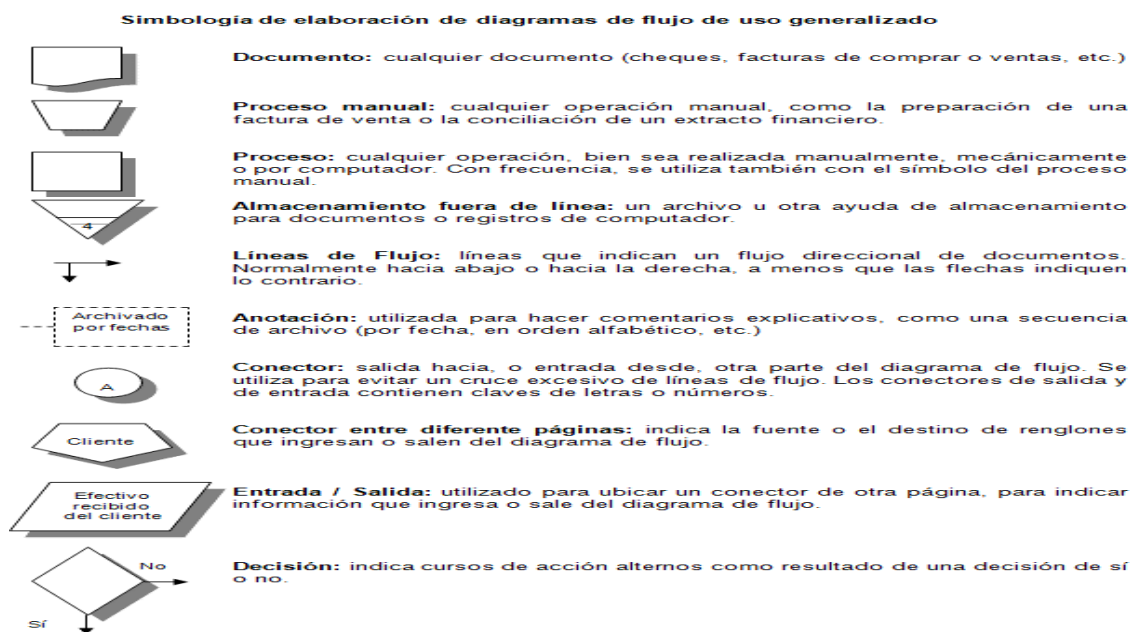 Simbología de elaboración de diagramas de flujo de uso generalizado
Documento: cualquier documento (cheques, facturas de comprar o ventas, etc.)
Proceso manual: cualquier operación manual, como la preparación de una
factura de venta o la conciliación de un extracto financiero.
Proceso: cualquier operación, bien sea realizada manualmente, mecánicamente
o por computador. Con frecuencia, se utiliza también con el símbolo del proceso
manual.
4
Almacenamiento fuera de línea: un archivo u otra ayuda de almacenamiento
para documentos o registros de computador.
Líneas de Flujo: líneas que indican un flujo direccional de documentos.
Normalmente hacia abajo o hacia la derecha, a menos que las flechas indiquen
lo contrario.
Archivado
por fechas
Anotación: utilizada para hacer comentarios explicativos, como una secuencia
de archivo (por fecha, en orden alfabético, etc.)
A
Conector: salida hacia, o entrada desde, otra parte del diagrama de flujo. Se
utiliza para evitar un cruce excesivo de líneas de flujo. Los conectores de salida y
de entrada contienen claves de letras o números.
Cliente
Conector entre diferente páginas: indica la fuente o el destino de renglones
que ingresan o salen del diagrama de flujo.
Efectivo
recibido
del cliente
Entrada / Salida: utilizado para ubicar un conector de otra página, para indicar
información que ingresa o sale del diagrama de flujo.
No
Decisión: indica cursos de acción alternos como resultado de una decisión de sí
o no.
Sí